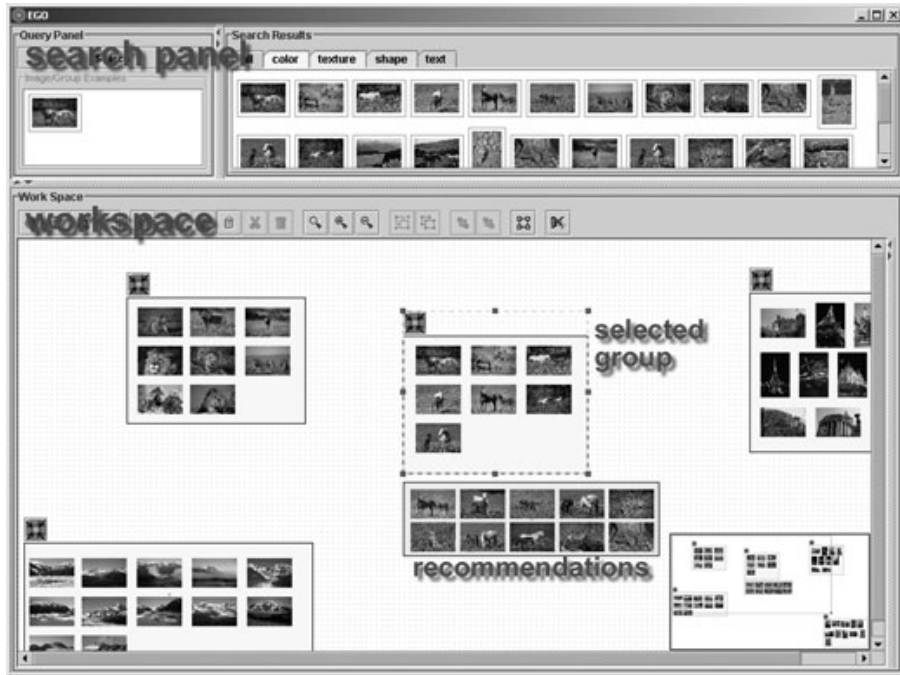 EGO
Query Panel
Search Results
search panel
color texture shape text
Image/Group Examples
Work Space
workspace
selected
group
recommendations